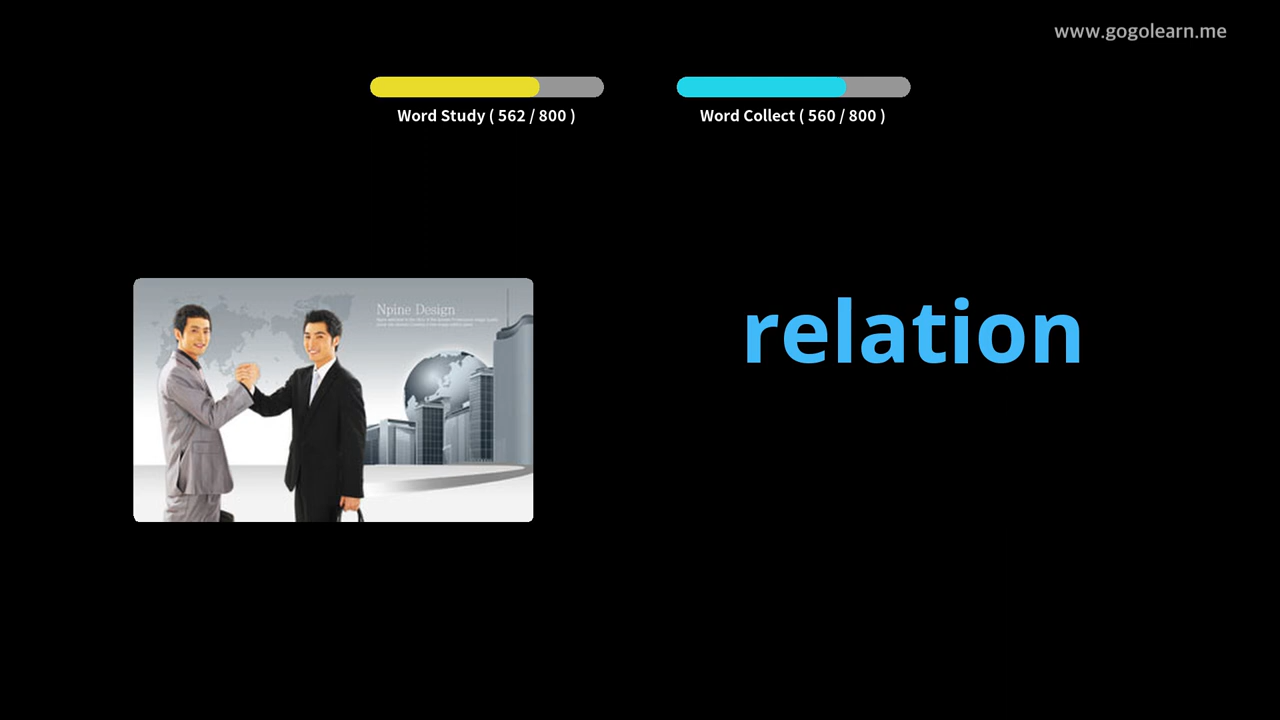 www.gogolearn.me
Word Study ( 562 / 800 )
Word Collect ( 560 / 800 )
Npine Design
relation